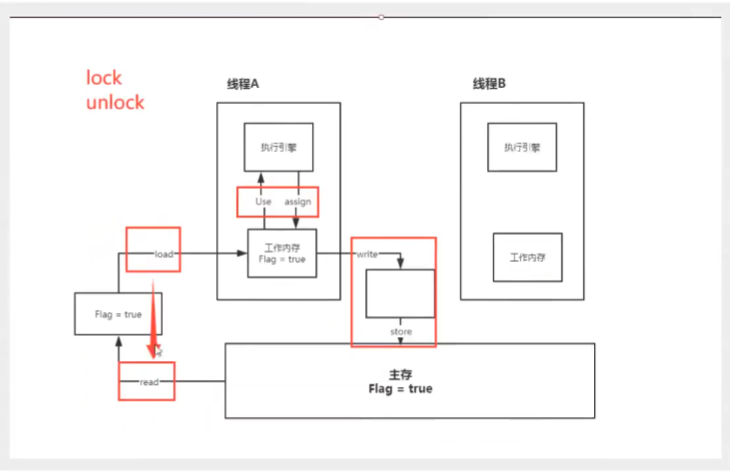 lock
unlock
线程A
线程B
执行引擎
执行引擎
Use
assign
load
工作内存
Flag = true
write
工作内存
Flag = true
store
read
主存
Flag = true